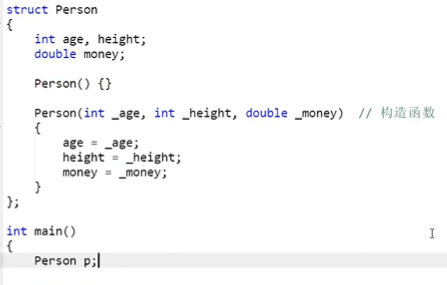 struct Person
{
    int age, height;
    double money;

    Person() {}

    Person(int _age, int _height, double _money)  // 构造函数
    {
        age = _age;
        height = _height;
        money = _money;
    }
};

int main()
{
    Person p;